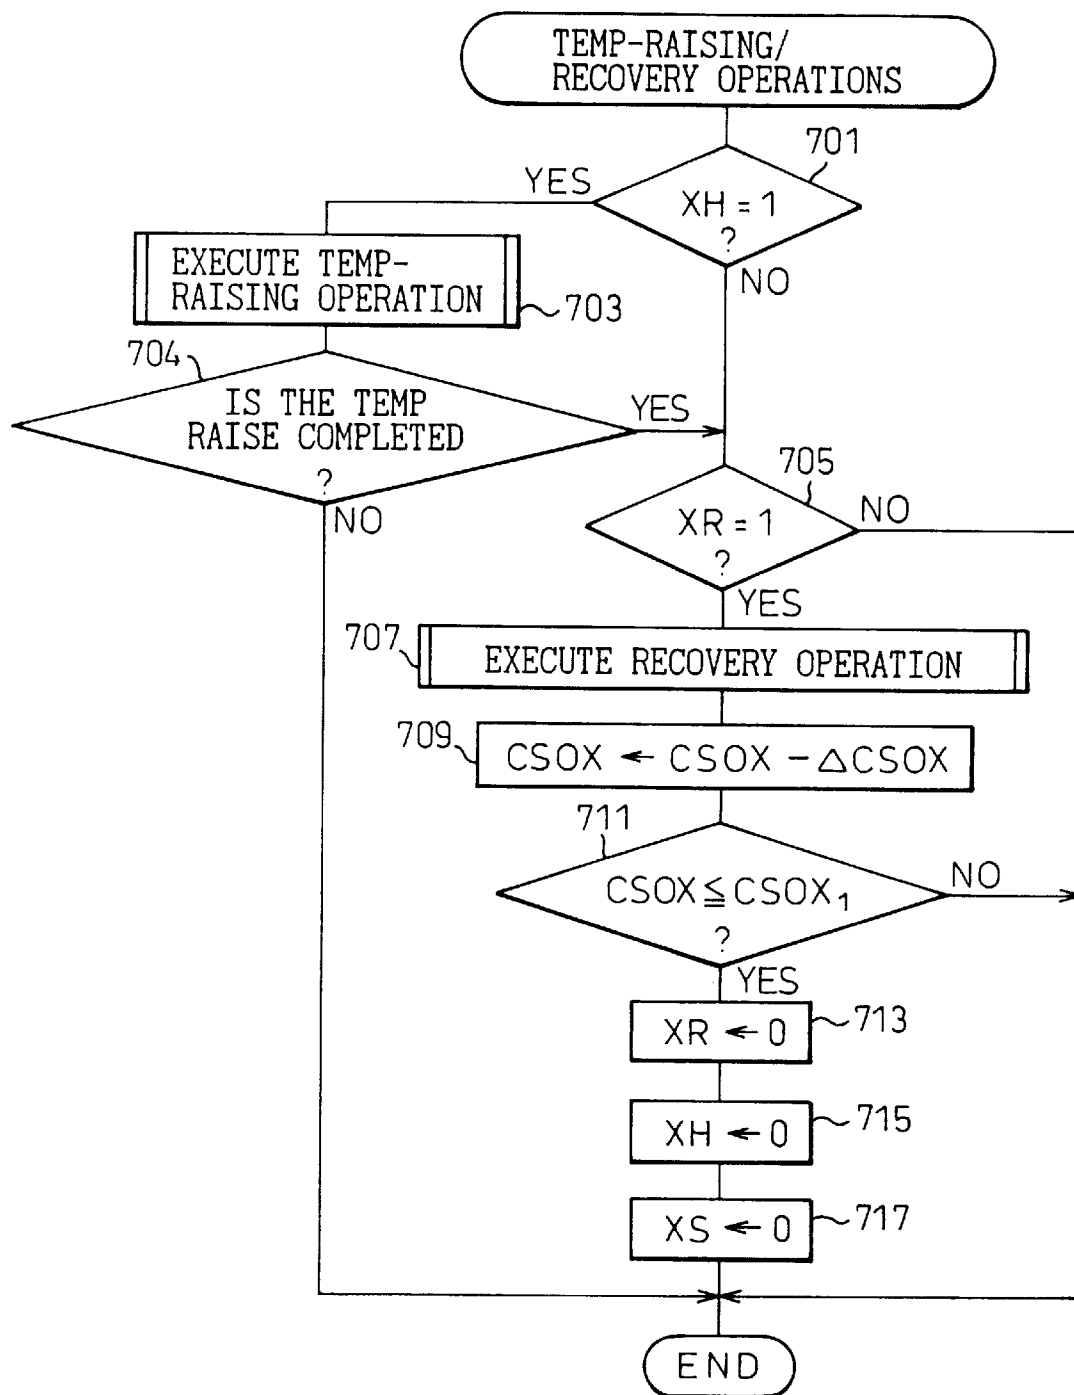 TEMP-RAISING/
RECOVERY OPERATIONS
701
YES
XH = 1
?
NO
EXECUTE TEMP-
RAISING OPERATION
703
704
IS THE TEMP
RAISE COMPLETED
?
YES
NO
705
XR = 1
?
NO
YES
707
EXECUTE RECOVERY OPERATION
709
CSOX ← CSOX − △CSOX
711
CSOX ≦ CSOX₁
?
NO
YES
XR ← 0
713
XH ← 0
715
XS ← 0
717
END